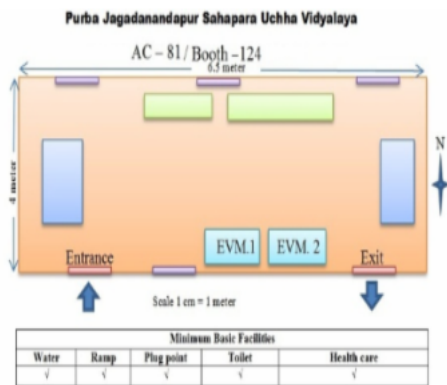 Purba Jagadanandapur Sahapara Uchha Vidyalaya
AC – 81/Booth –124
6.5 meter
4 meter
N
EVM.1 EVM. 2
Entrance Exit
Scale 1 cm = 1 meter
Minimum Basic Facilities
Water Ramp Plug point Toilet Health care
√ √ √ √ √